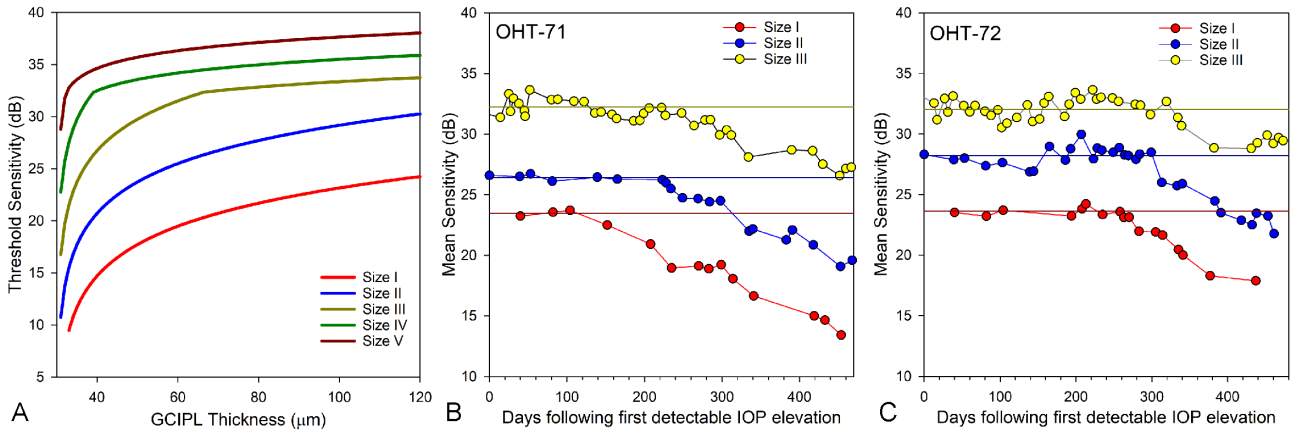 40
35
30
25
20
15
10
5
Threshold Sensitivity (dB)
Size I
Size II
Size III
Size IV
Size V
40 60 80 100 120
GCIPL Thickness (μm)
A
40
35
30
25
20
15
10
Mean Sensitivity (dB)
OHT-71
Size I
Size II
Size III
0 100 200 300 400
Days following first detectable IOP elevation
B
40
35
30
25
20
15
10
Mean Sensitivity (dB)
OHT-72
Size I
Size II
Size III
0 100 200 300 400
Days following first detectable IOP elevation
C